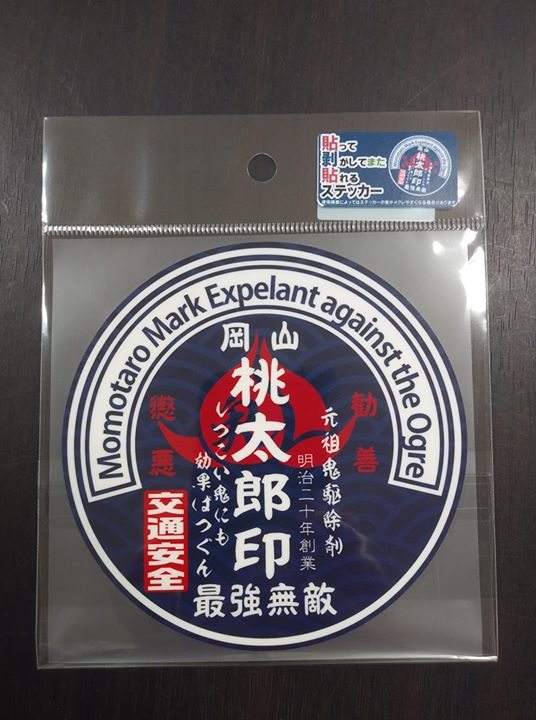 貼って
剥がしてまた
貼れる
ステッカー
Momotaro Mark Expelant against the Ogre
岡山
桃太郎印
勧善
懲悪
元祖鬼駆除剤
明治二十年創業
しつこい鬼にも
効果ばつぐん
交通安全
最強無敵